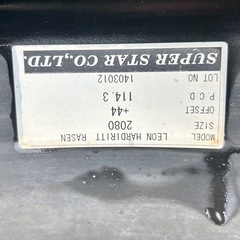 MODEL LEON HARDIRITT RASEN
SIZE 2080
OFFSET +44
P.C.D 114.3
LOT NO. 1403012
SUPER STAR CO.,LTD.